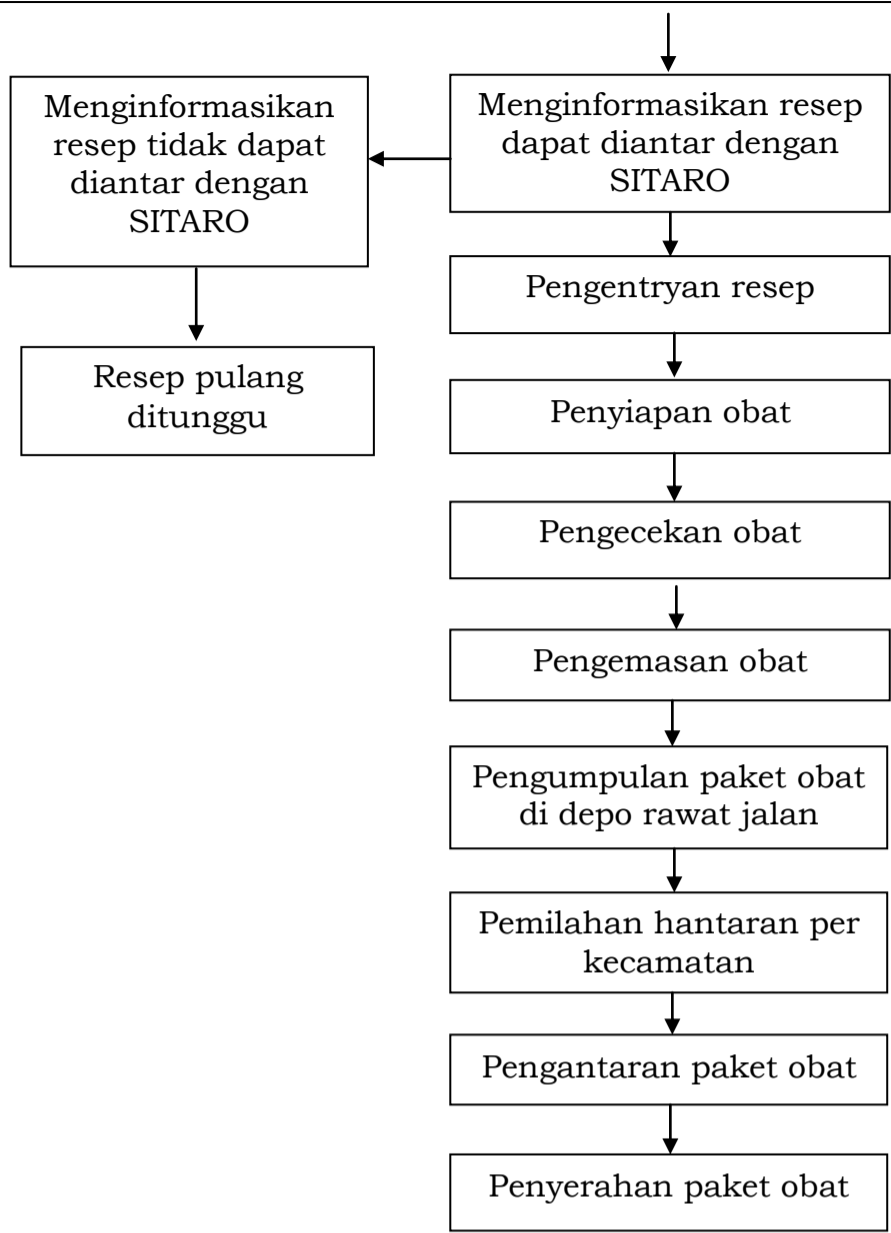 Menginformasikan
resep tidak dapat
diantar dengan
SITARO
Menginformasikan resep
dapat diantar dengan
SITARO
Pengentryan resep
Resep pulang
ditunggu
Penyiapan obat
Pengecekan obat
Pengemasan obat
Pengumpulan paket obat
di depo rawat jalan
Pemilahan hantaran per
kecamatan
Pengantaran paket obat
Penyerahan paket obat